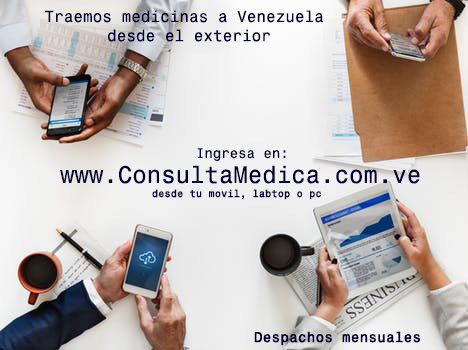 Traemos medicinas a Venezuela
desde el exterior
Ingresa en:
www.ConsultaMedica.com.ve
desde tu movil, labtop o pc
BUSINESS
Despachos mensuales